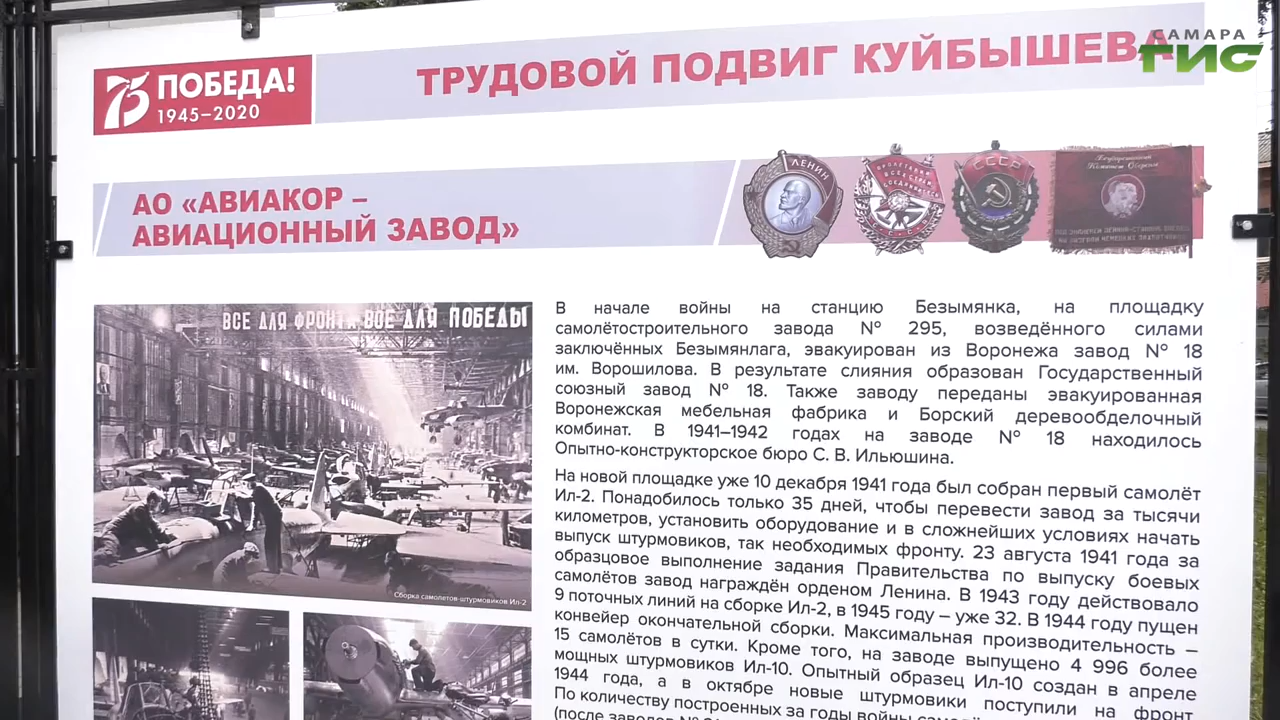 САМАРА
ГИС
75 ПОБЕДА!
1945–2020
ТРУДОВОЙ ПОДВИГ КУЙБЫШЕВА
АО «АВИАКОР –
АВИАЦИОННЫЙ ЗАВОД»
ЛЕНИН
СССР
Государственный
Комитет Обороны
ВСЕ ДЛЯ ФРОНТА ВСЕ ДЛЯ ПОБЕДЫ
Сборка самолетов-штурмовиков Ил-2
В начале войны на станцию Безымянка, на площадку
самолётостроительного завода № 295, возведённого силами
заключённых Безымянлага, эвакуирован из Воронежа завод № 18
им. Ворошилова. В результате слияния образован Государственный
союзный завод № 18. Также заводу переданы эвакуированная
Воронежская мебельная фабрика и Борский деревообделочный
комбинат. В 1941–1942 годах на заводе № 18 находилось
Опытно-конструкторское бюро С. В. Ильюшина.
На новой площадке уже 10 декабря 1941 года был собран первый самолёт
Ил-2. Понадобилось только 35 дней, чтобы перевести завод за тысячи
километров, установить оборудование и в сложнейших условиях начать
выпуск штурмовиков, так необходимых фронту. 23 августа 1941 года за
образцовое выполнение задания Правительства по выпуску боевых
самолётов завод награждён орденом Ленина. В 1943 году действовало
9 поточных линий на сборке Ил-2, в 1945 году – уже 32. В 1944 году пущен
конвейер окончательной сборки. Максимальная производительность –
15 самолётов в сутки. Кроме того, на заводе выпущено 4 996 более
мощных штурмовиков Ил-10. Опытный образец Ил-10 создан в апреле
1944 года, а в октябре новые штурмовики поступили на фронт.
По количеству построенных за годы войны
после заводов №